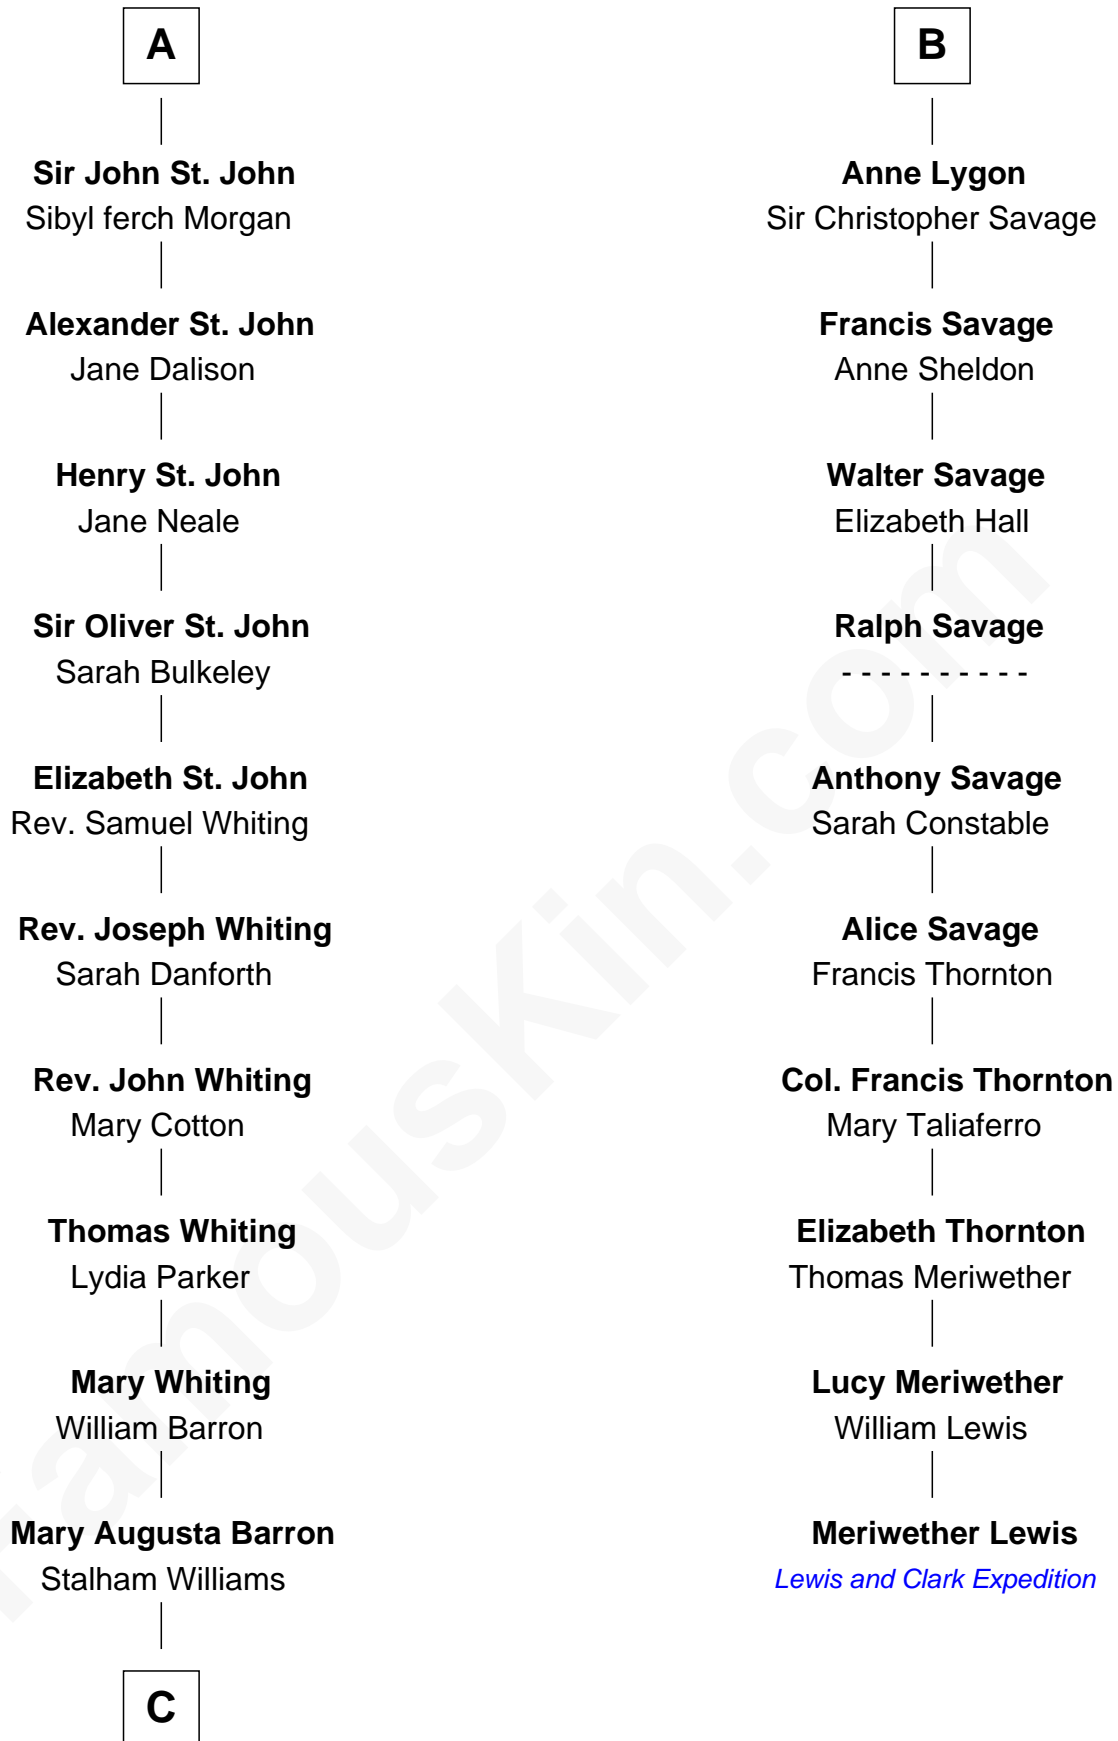 A
Sir John St. John
Sibyl ferch Morgan
Alexander St. John
Jane Dalison
Henry St. John
Jane Neale
Sir Oliver St. John
Sarah Bulkeley
Elizabeth St. John
Rev. Samuel Whiting
Rev. Joseph Whiting
Sarah Danforth
Rev. John Whiting
Mary Cotton
Thomas Whiting
Lydia Parker
Mary Whiting
William Barron
Mary Augusta Barron
Stalham Williams
C
B
Anne Lygon
Sir Christopher Savage
Francis Savage
Anne Sheldon
Walter Savage
Elizabeth Hall
Ralph Savage
- - - - - - - - - -
Anthony Savage
Sarah Constable
Alice Savage
Francis Thornton
Col. Francis Thornton
Mary Taliaferro
Elizabeth Thornton
Thomas Meriwether
Lucy Meriwether
William Lewis
Meriwether Lewis
Lewis and Clark Expedition
FamousKin.com